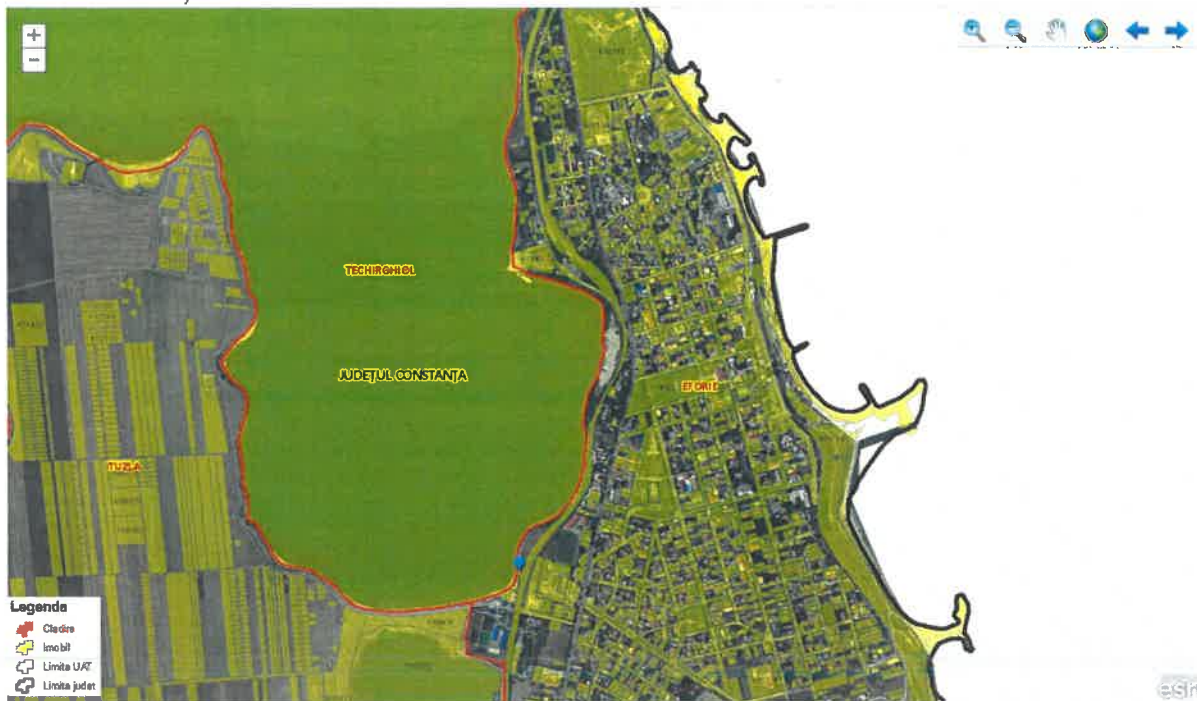 +
-
TECHIRGHIOL
JUDEȚUL CONSTANȚA
EFORIE
TUZLA
Legenda
Cladire
Imobil
Limita UAT
Limita judet
esri